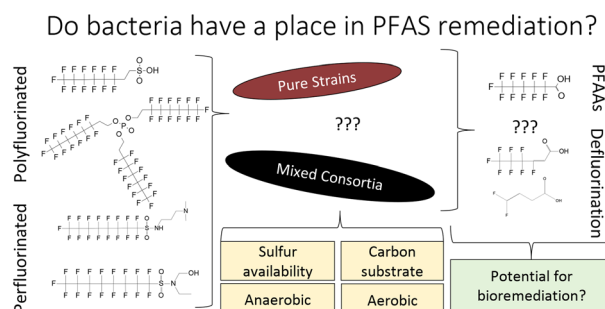 Do bacteria have a place in PFAS remediation?
Polyfluorinated
Perfluorinated
Pure Strains
???
Mixed Consortia
Sulfur
availability
Carbon
substrate
Anaerobic
Aerobic
PFAAs
???
Defluorination
Potential for
bioremediation?